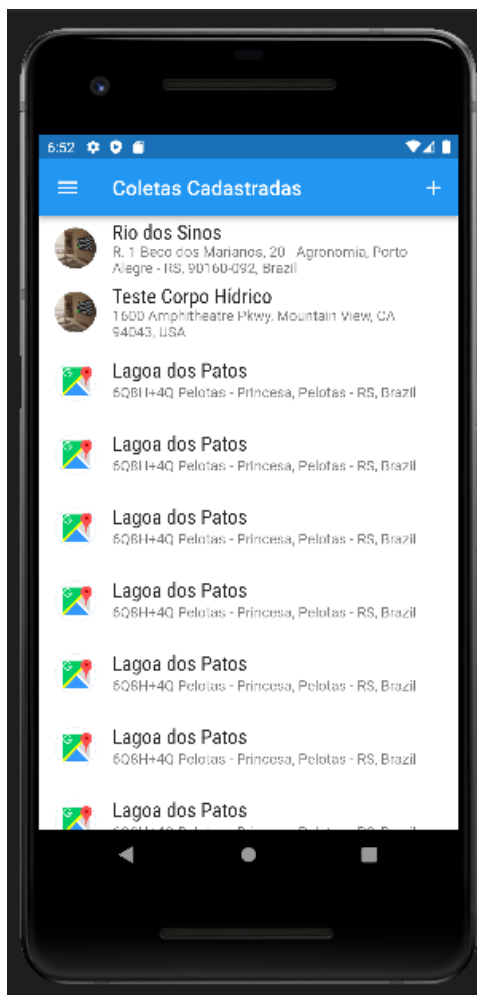 6:52
Coletas Cadastradas
Rio dos Sinos
R. 1 Beco dos Marianos, 20 - Agronomia, Porto
Alegre - RS, 90160-092, Brazil
Teste Corpo Hídrico
1600 Amphitheatre Pkwy, Mountain View, CA
94043, USA
Lagoa dos Patos
6Q8H+4Q Pelotas - Princesa, Pelotas - RS, Brazil
Lagoa dos Patos
6Q8H+4Q Pelotas - Princesa, Pelotas - RS, Brazil
Lagoa dos Patos
6Q8H+4Q Pelotas - Princesa, Pelotas - RS, Brazil
Lagoa dos Patos
6Q8H+4Q Pelotas - Princesa, Pelotas - RS, Brazil
Lagoa dos Patos
6Q8H+4Q Pelotas - Princesa, Pelotas - RS, Brazil
Lagoa dos Patos
6Q8H+4Q Pelotas - Princesa, Pelotas - RS, Brazil
Lagoa dos Patos